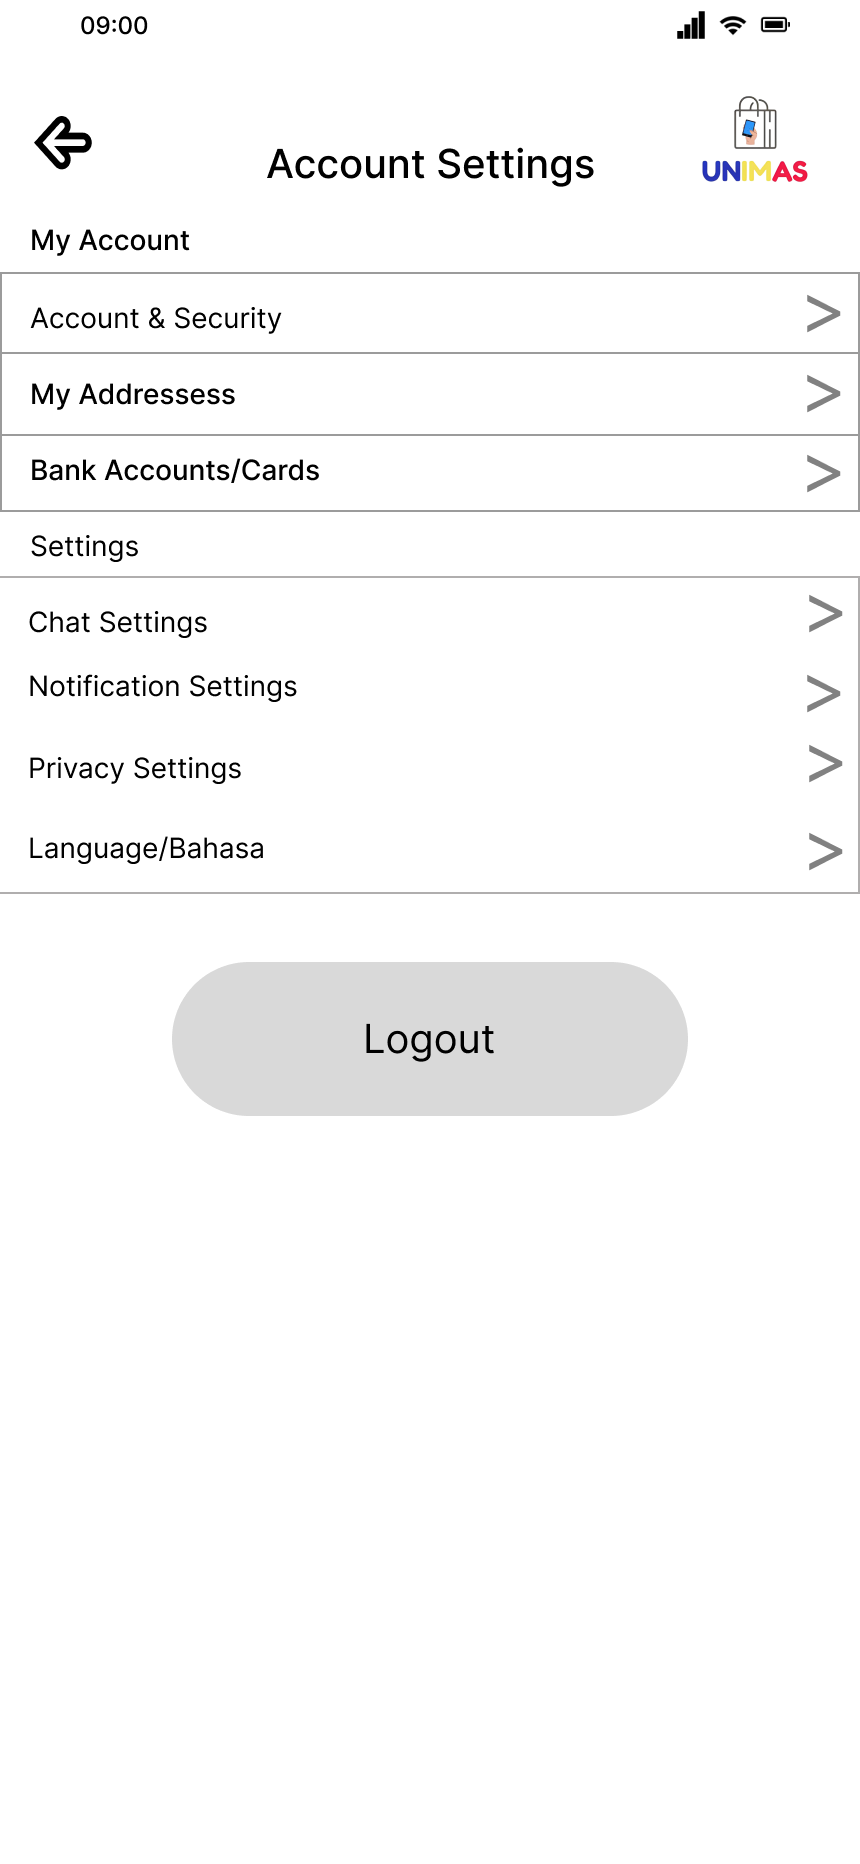 09:00
Account Settings
UNIMAS
My Account
Account & Security
My Addressess
Bank Accounts/Cards
Settings
Chat Settings
Notification Settings
Privacy Settings
Language/Bahasa
Logout